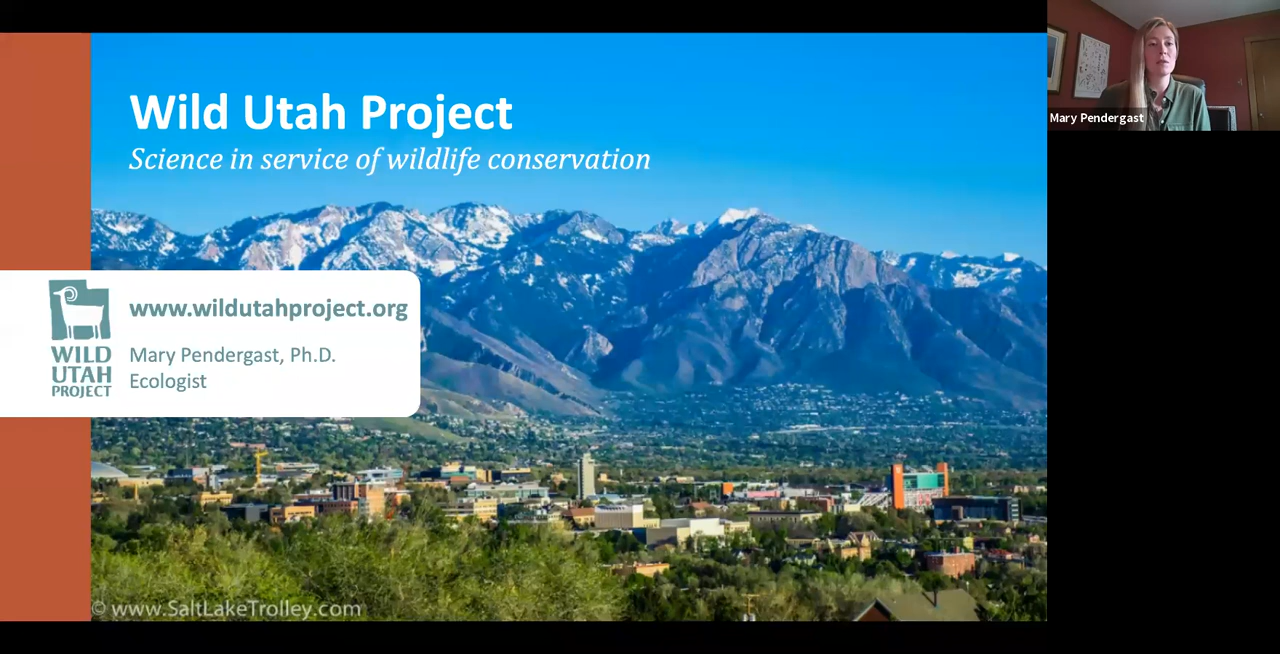 Wild Utah Project
Science in service of wildlife conservation
www.wildutahproject.org
Mary Pendergast, Ph.D.
Ecologist
WILD
UTAH
PROJECT
© www.SaltLakeTrolley.com
Mary Pendergast